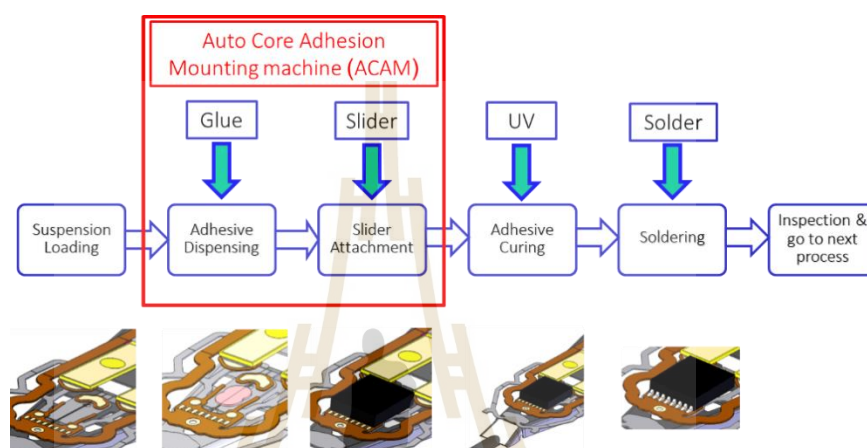 Auto Core Adhesion
Mounting machine (ACAM)
Glue
Slider
UV
Solder
Suspension
Loading
Adhesive
Dispensing
Slider
Attachment
Adhesive
Curing
Soldering
Inspection &
go to next
process